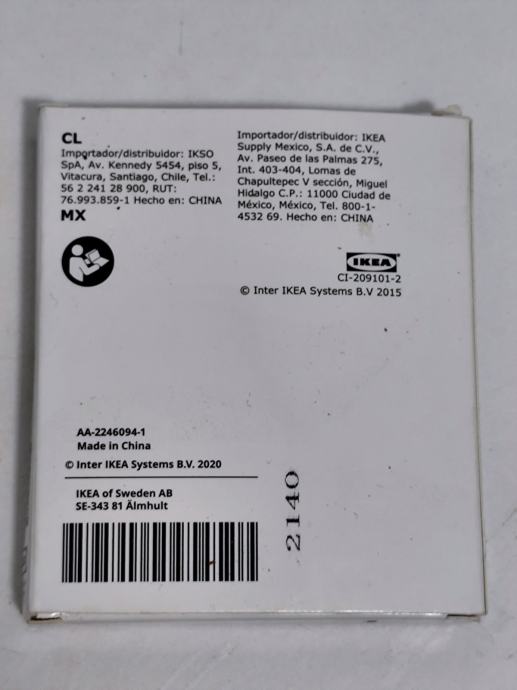 CL
Importador/distribuidor: IKSO
SpA, Av. Kennedy 5454, piso 5,
Vitacura, Santiago, Chile, Tel.:
56 2 241 28 900, RUT:
76.993.859-1 Hecho en: CHINA
MX
Importador/distribuidor: IKEA
Supply Mexico, S.A. de C.V.,
Av. Paseo de las Palmas 275,
Int. 403-404, Lomas de
Chapultepec V sección, Miguel
Hidalgo C.P.: 11000 Ciudad de
México, México, Tel. 800-1-
4532 69. Hecho en: CHINA
IKEA
CI-209101-2
© Inter IKEA Systems B.V 2015
AA-2246094-1
Made in China
© Inter IKEA Systems B.V. 2020
IKEA of Sweden AB
SE-343 81 Älmhult
2140